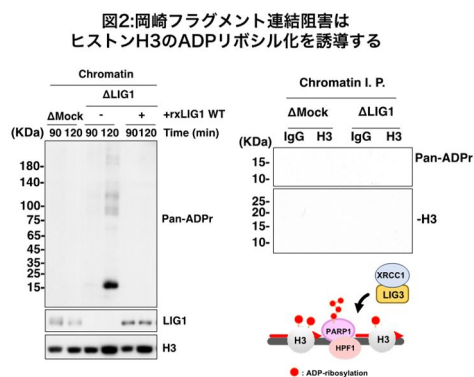 図2:岡崎フラグメント連結阻害は
ヒストンH3のADPリボシル化を誘導する
Chromatin
ΔLIG1
ΔMock - + +rxLIG1 WT
(KDa) 90 120 90 120 90 120 Time (min)
180-
140-
100-
75-
65-
45-
35-
25-
15-
Pan-ADPr
LIG1
H3
Chromatin I. P.
ΔMock ΔLIG1
(KDa) IgG H3 IgG H3
15-
10-
Pan-ADPr
25-
20-
15-
10-
-H3
XRCC1
LIG3
H3
PARP1
HPF1
H3
: ADP-ribosylation